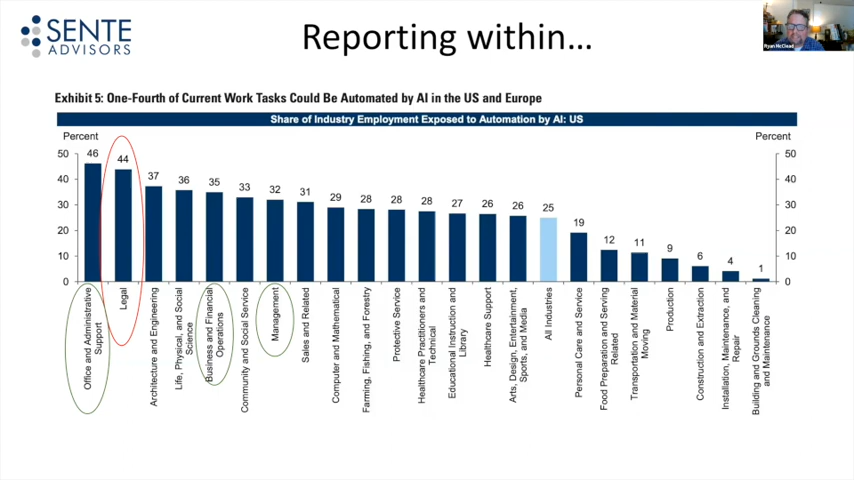 SENTE
ADVISORS
Reporting within...
Ryan McClead
Exhibit 5: One-Fourth of Current Work Tasks Could Be Automated by AI in the US and Europe
Share of Industry Employment Exposed to Automation by AI: US
Percent
Percent
50
40
30
20
10
0
46
44
37
36
35
33
32
31
29
28
28
28
27
26
26
25
19
12
11
9
6
4
1
50
40
30
20
10
0
Office and Administrative
Support
Legal
Architecture and Engineering
Life, Physical, and Social
Science
Business and Financial
Operations
Community and Social Service
Management
Sales and Related
Computer and Mathematical
Farming, Fishing, and Forestry
Protective Service
Healthcare Practitioners and
Technical
Educational Instruction and
Library
Healthcare Support
Arts, Design, Entertainment,
Sports, and Media
All Industries
Personal Care and Service
Food Preparation and Serving
Related
Transportation and Material
Moving
Production
Construction and Extraction
Installation, Maintenance, and
Repair
Building and Grounds Cleaning
and Maintenance